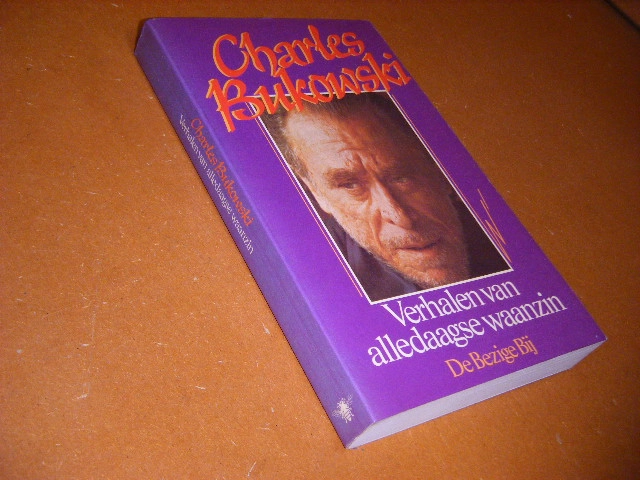 Charles
Bukowski
Verhalen van
alledaagse waanzin
De Bezige Bij
Charles Bukowski
Verhalen van alledaagse waanzin